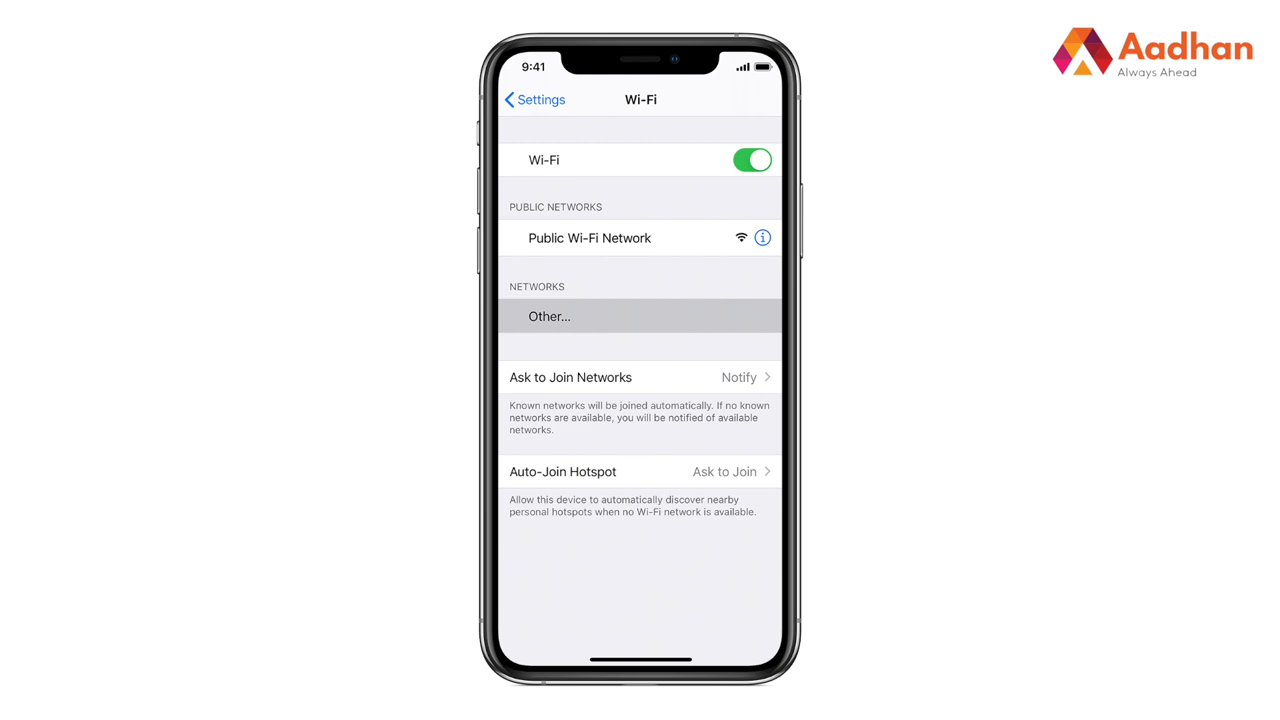 Aadhan
Always Ahead
9:41
Settings
Wi-Fi
Wi-Fi
PUBLIC NETWORKS
Public Wi-Fi Network
NETWORKS
Other...
Ask to Join Networks Notify
Known networks will be joined automatically. If no known
networks are available, you will be notified of available
networks.
Auto-Join Hotspot Ask to Join
Allow this device to automatically discover nearby
personal hotspots when no Wi-Fi network is available.